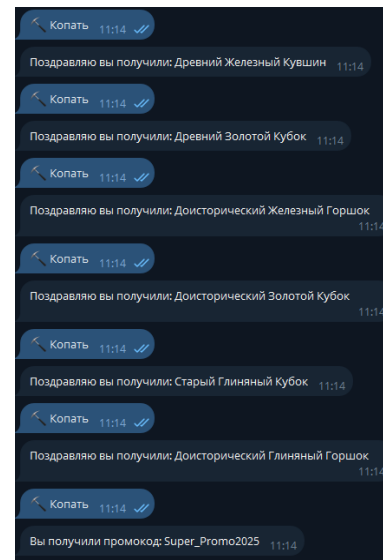 Копать 11:14
Поздравляю вы получили: Древний Железный Кувшин 11:14
Копать 11:14
Поздравляю вы получили: Древний Золотой Кубок 11:14
Копать 11:14
Поздравляю вы получили: Доисторический Железный Горшок
11:14
Копать 11:14
Поздравляю вы получили: Доисторический Золотой Кубок
11:14
Копать 11:14
Поздравляю вы получили: Старый Глиняный Кубок 11:14
Копать 11:14
Поздравляю вы получили: Доисторический Глиняный Горшок
11:14
Копать 11:14
Вы получили промокод: Super_Promo2025 11:14